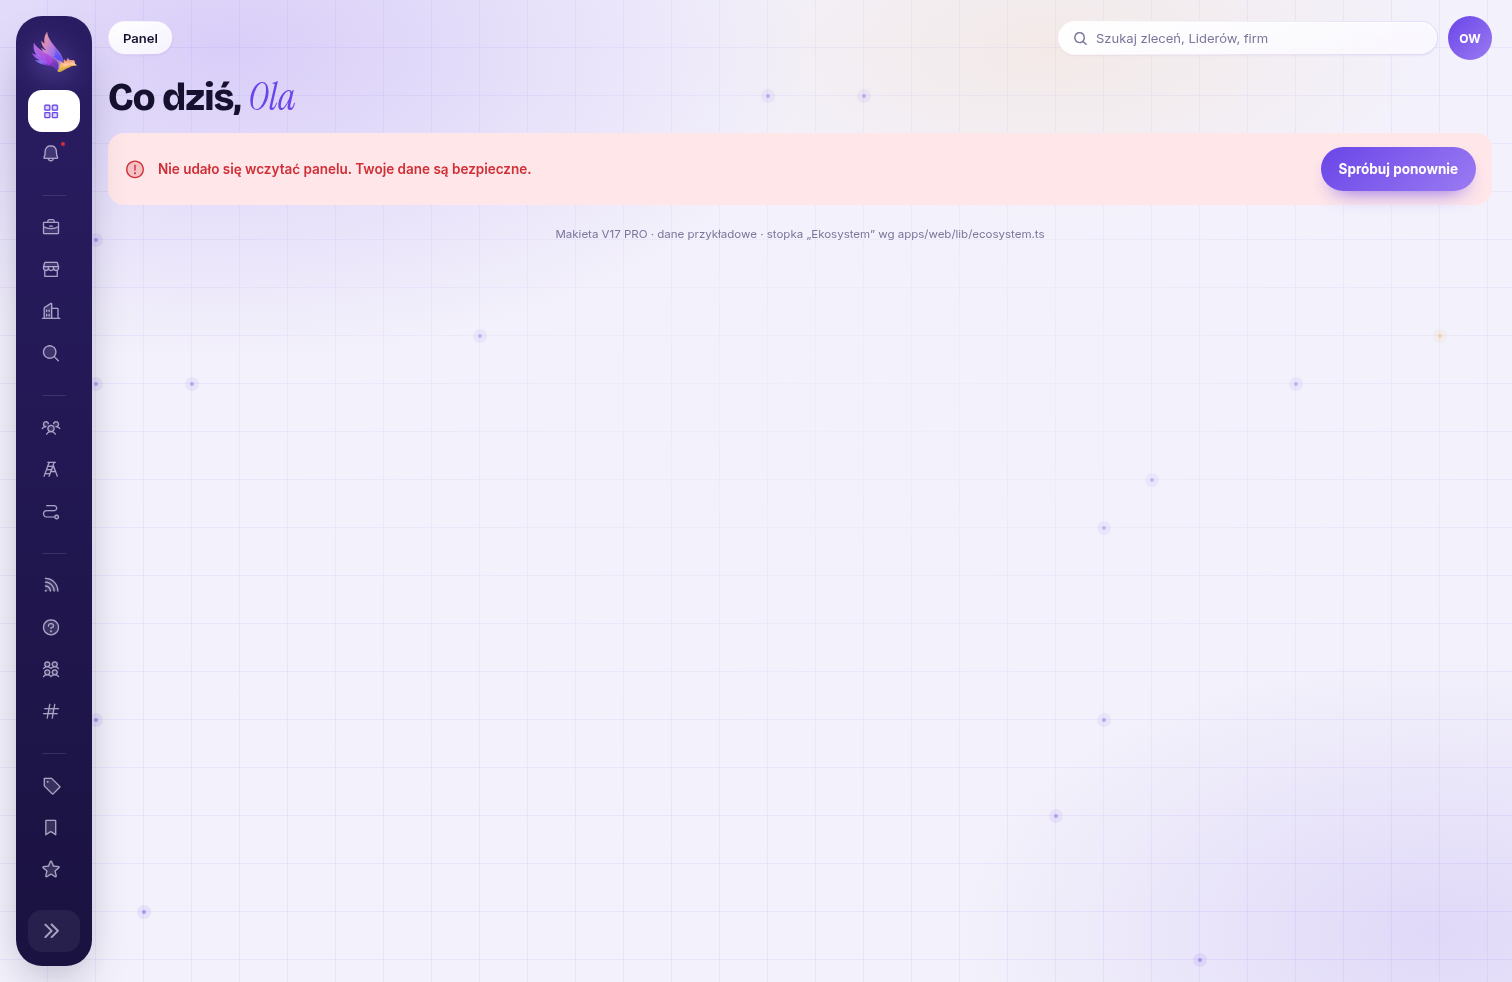 Panel
Szukaj zleceń, Liderów, firm
OW
Co dziś, Ola
Nie udało się wczytać panelu. Twoje dane są bezpieczne.
Spróbuj ponownie
Makieta V17 PRO · dane przykładowe · stopka „Ekosystem” wg apps/web/lib/ecosystem.ts